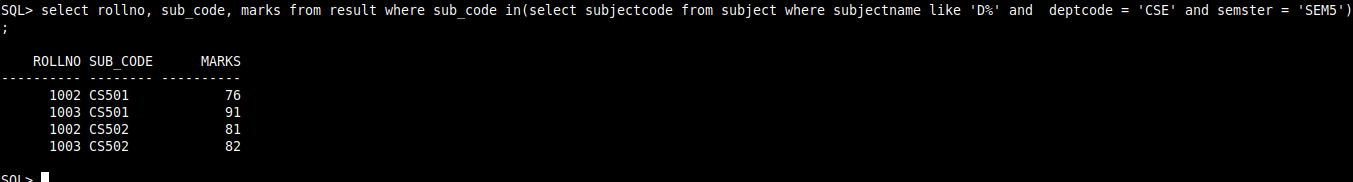 SQL> select rollno, sub_code, marks from result where sub_code in(select subjectcode from subject where subjectname like 'D%' and  deptcode = 'CSE' and semster = 'SEM5')
;
ROLLNO SUB_CODE      MARKS
---------- -------- ----------
1002 CS501            76
1003 CS501            91
1002 CS502            81
1003 CS502            82
SQL>